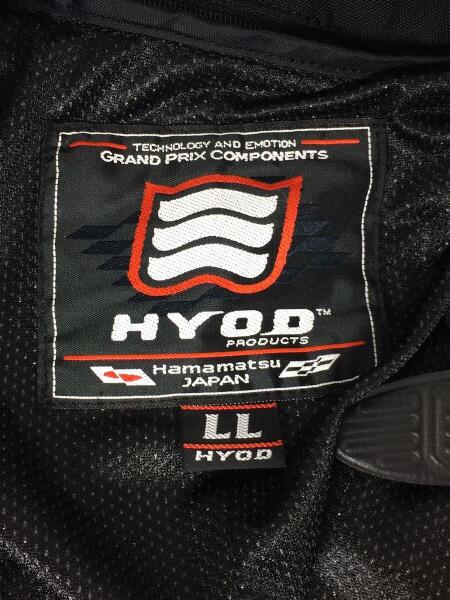 TECHNOLOGY AND EMOTION
GRAND PRIX COMPONENTS
HYOD™
PRODUCTS
Hamamatsu
JAPAN
LL
HYOD